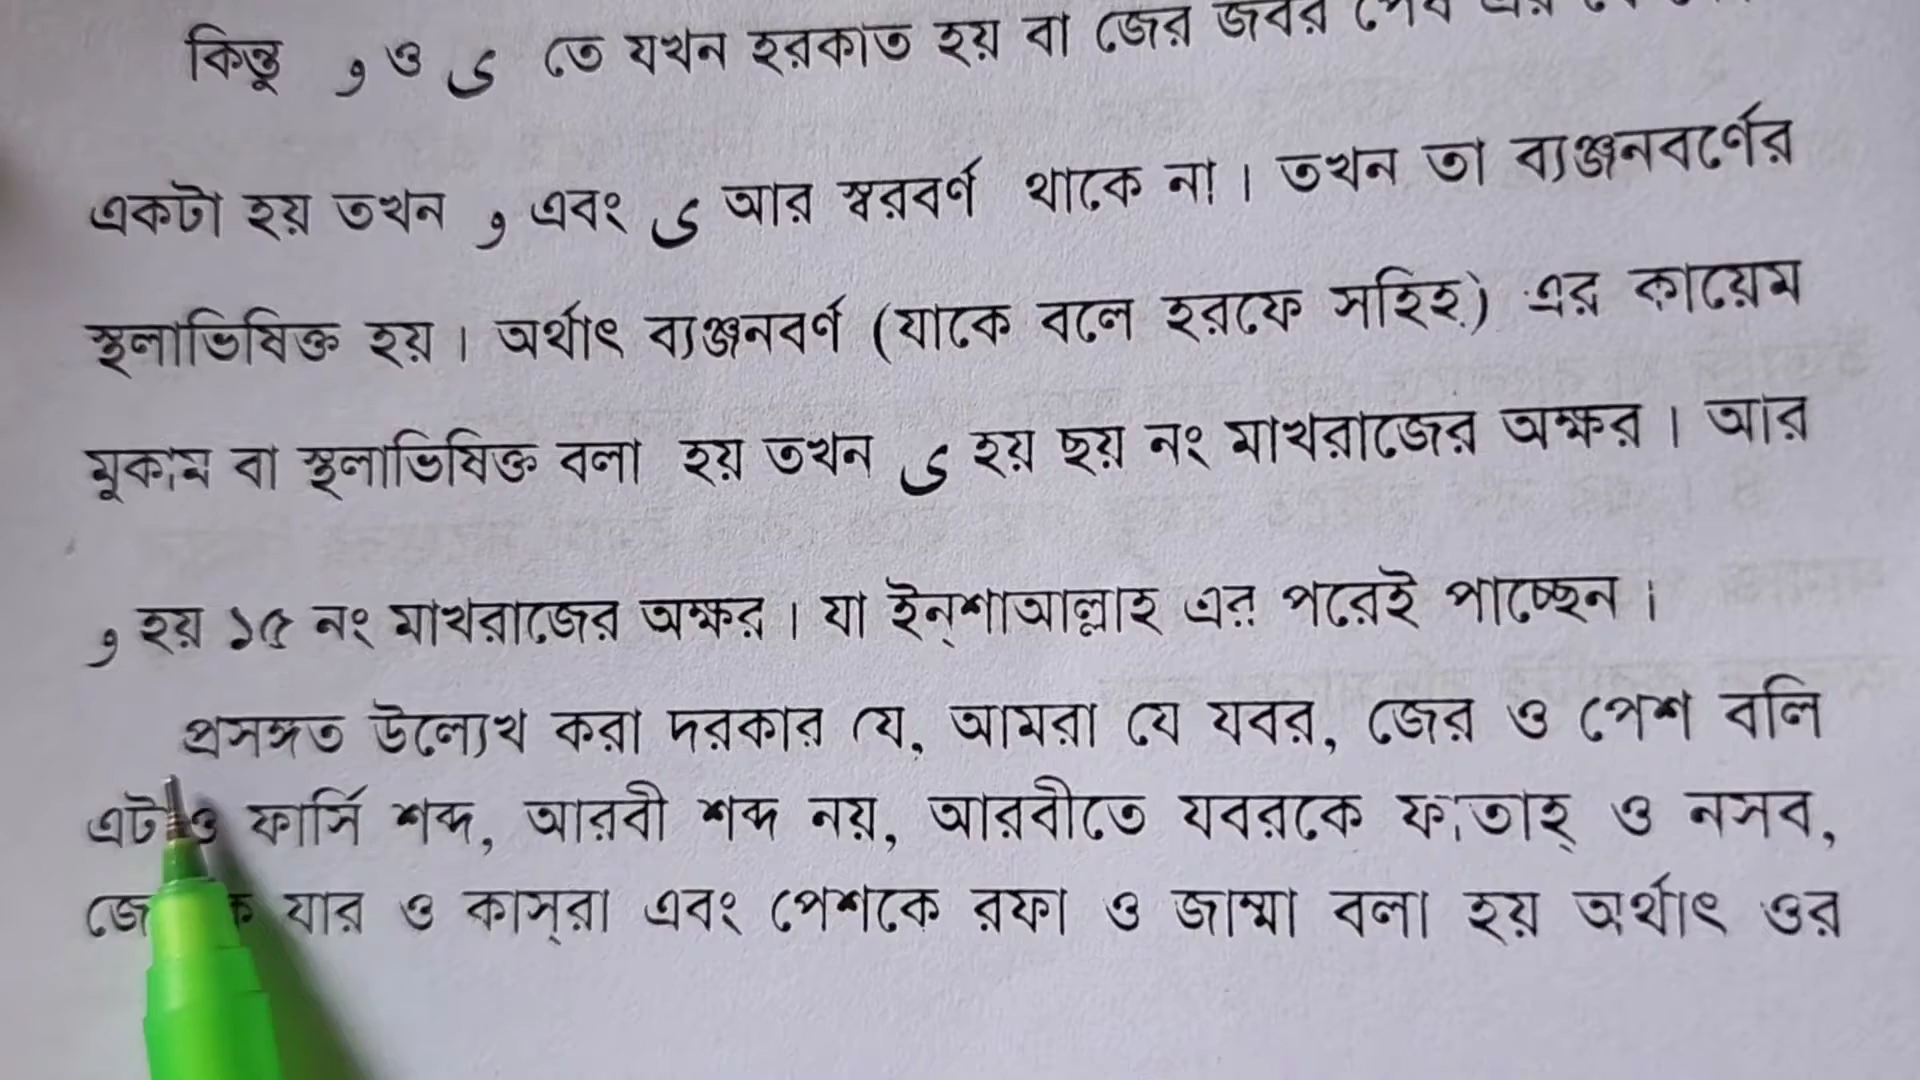 কিন্তু و ও ى তে যখন হরকাত হয় বা জের জবর
একটা হয় তখন و এবং ى আর স্বরবর্ণ থাকে না। তখন তা ব্যঞ্জনবর্ণের
স্থলাভিষিক্ত হয়। অর্থাৎ ব্যঞ্জনবর্ণ (যাকে বলে হরফে সহিহ) এর কায়েম
মুকাম বা স্থলাভিষিক্ত বলা হয় তখন ى হয় ছয় নং মাখরাজের অক্ষর। আর
و হয় ১৫ নং মাখরাজের অক্ষর। যা ইন্‌শাআল্লাহ এর পরেই পাচ্ছেন।
প্রসঙ্গত উল্যেখ করা দরকার যে, আমরা যে যবর, জের ও পেশ বলি
ফার্সি শব্দ, আরবী শব্দ নয়, আরবীতে যবরকে ফাতাহ্ ও নসব,
যার ও কাস্‌রা এবং পেশকে রফা ও জাম্মা বলা হয় অর্থাৎ ওর